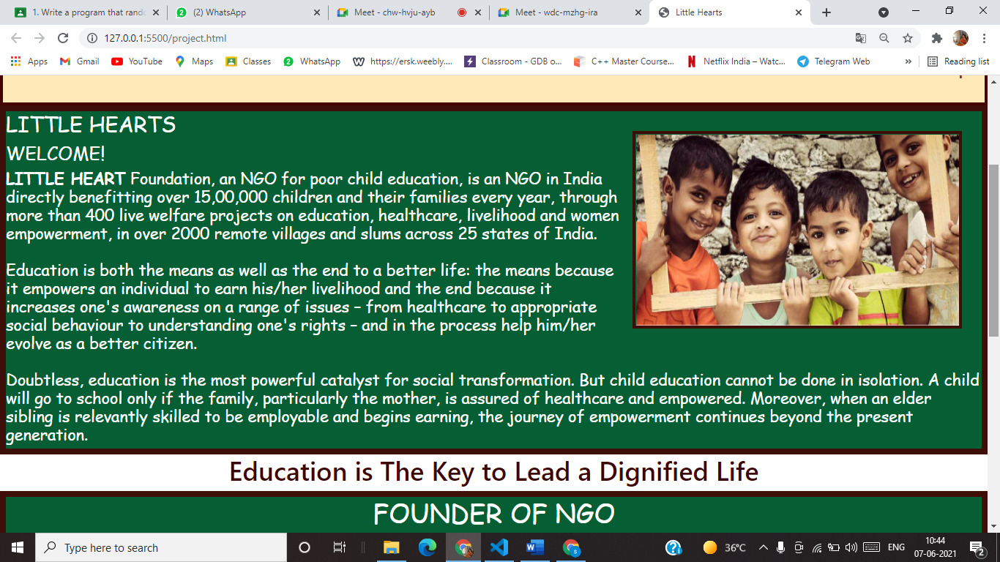 1. Write a program that rando
(2) WhatsApp
Meet - chw-hvju-ayb
Meet - wdc-mzhg-ira
Little Hearts
127.0.0.1:5500/project.html
Apps
Gmail
YouTube
Maps
Classes
2
WhatsApp
https://ersk.weebly....
Classroom - GDB o...
C++ Master Course...
Netflix India – Watc...
Telegram Web
»
Reading list
LITTLE HEARTS
WELCOME!
LITTLE HEART Foundation, an NGO for poor child education, is an NGO in India
directly benefitting over 15,00,000 children and their families every year, through
more than 400 live welfare projects on education, healthcare, livelihood and women
empowerment, in over 2000 remote villages and slums across 25 states of India.
Education is both the means as well as the end to a better life: the means because
it empowers an individual to earn his/her livelihood and the end because it
increases one's awareness on a range of issues – from healthcare to appropriate
social behaviour to understanding one's rights – and in the process help him/her
evolve as a better citizen.
Doubtless, education is the most powerful catalyst for social transformation. But child education cannot be done in isolation. A child
will go to school only if the family, particularly the mother, is assured of healthcare and empowered. Moreover, when an elder
sibling is relevantly skilled to be employable and begins earning, the journey of empowerment continues beyond the present
generation.
Education is The Key to Lead a Dignified Life
FOUNDER OF NGO
Type here to search
36°C
ENG
10:44
07-06-2021
2